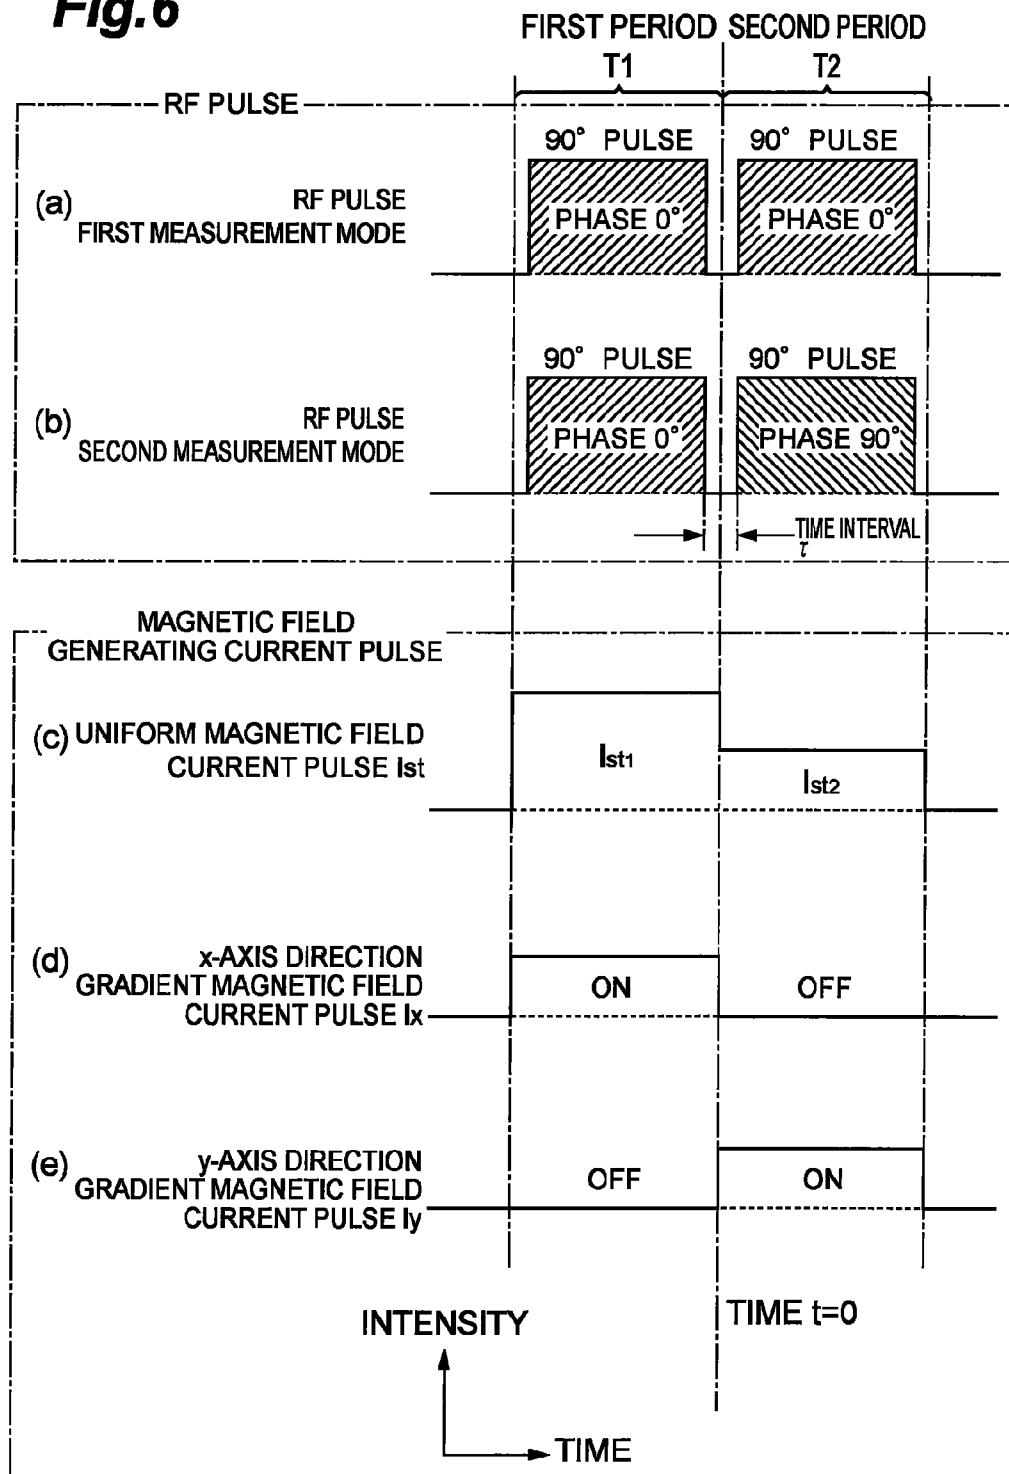 Fig.6
FIRST PERIOD SECOND PERIOD
T1 T2
RF PULSE
90° PULSE 90° PULSE
(a) RF PULSE
FIRST MEASUREMENT MODE
PHASE 0° PHASE 0°
90° PULSE 90° PULSE
(b) RF PULSE
SECOND MEASUREMENT MODE
PHASE 0° PHASE 90°
TIME INTERVAL
τ
MAGNETIC FIELD
GENERATING CURRENT PULSE
(c) UNIFORM MAGNETIC FIELD
CURRENT PULSE Ist
Ist1
Ist2
(d) x-AXIS DIRECTION
GRADIENT MAGNETIC FIELD
CURRENT PULSE Ix
ON OFF
(e) y-AXIS DIRECTION
GRADIENT MAGNETIC FIELD
CURRENT PULSE Iy
OFF ON
TIME t=0
INTENSITY
TIME